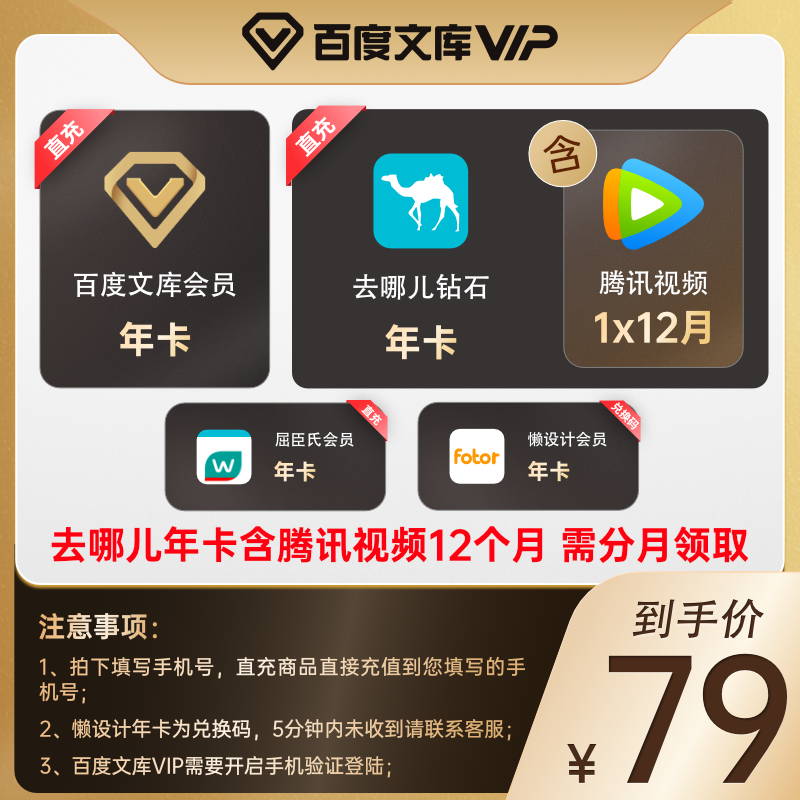 百度文库VIP
直充
百度文库会员
年卡
直充
去哪儿钻石
年卡
含
腾讯视频
1x12月
直充
屈臣氏会员
年卡
兑换码
fotor
懒设计会员
年卡
去哪儿年卡含腾讯视频12个月 需分月领取
注意事项：
1、拍下填写手机号，直充商品直接充值到您填写的手
机号；
2、懒设计年卡为兑换码，5分钟内未收到请联系客服；
3、百度文库VIP需要开启手机验证登陆；
到手价
¥79